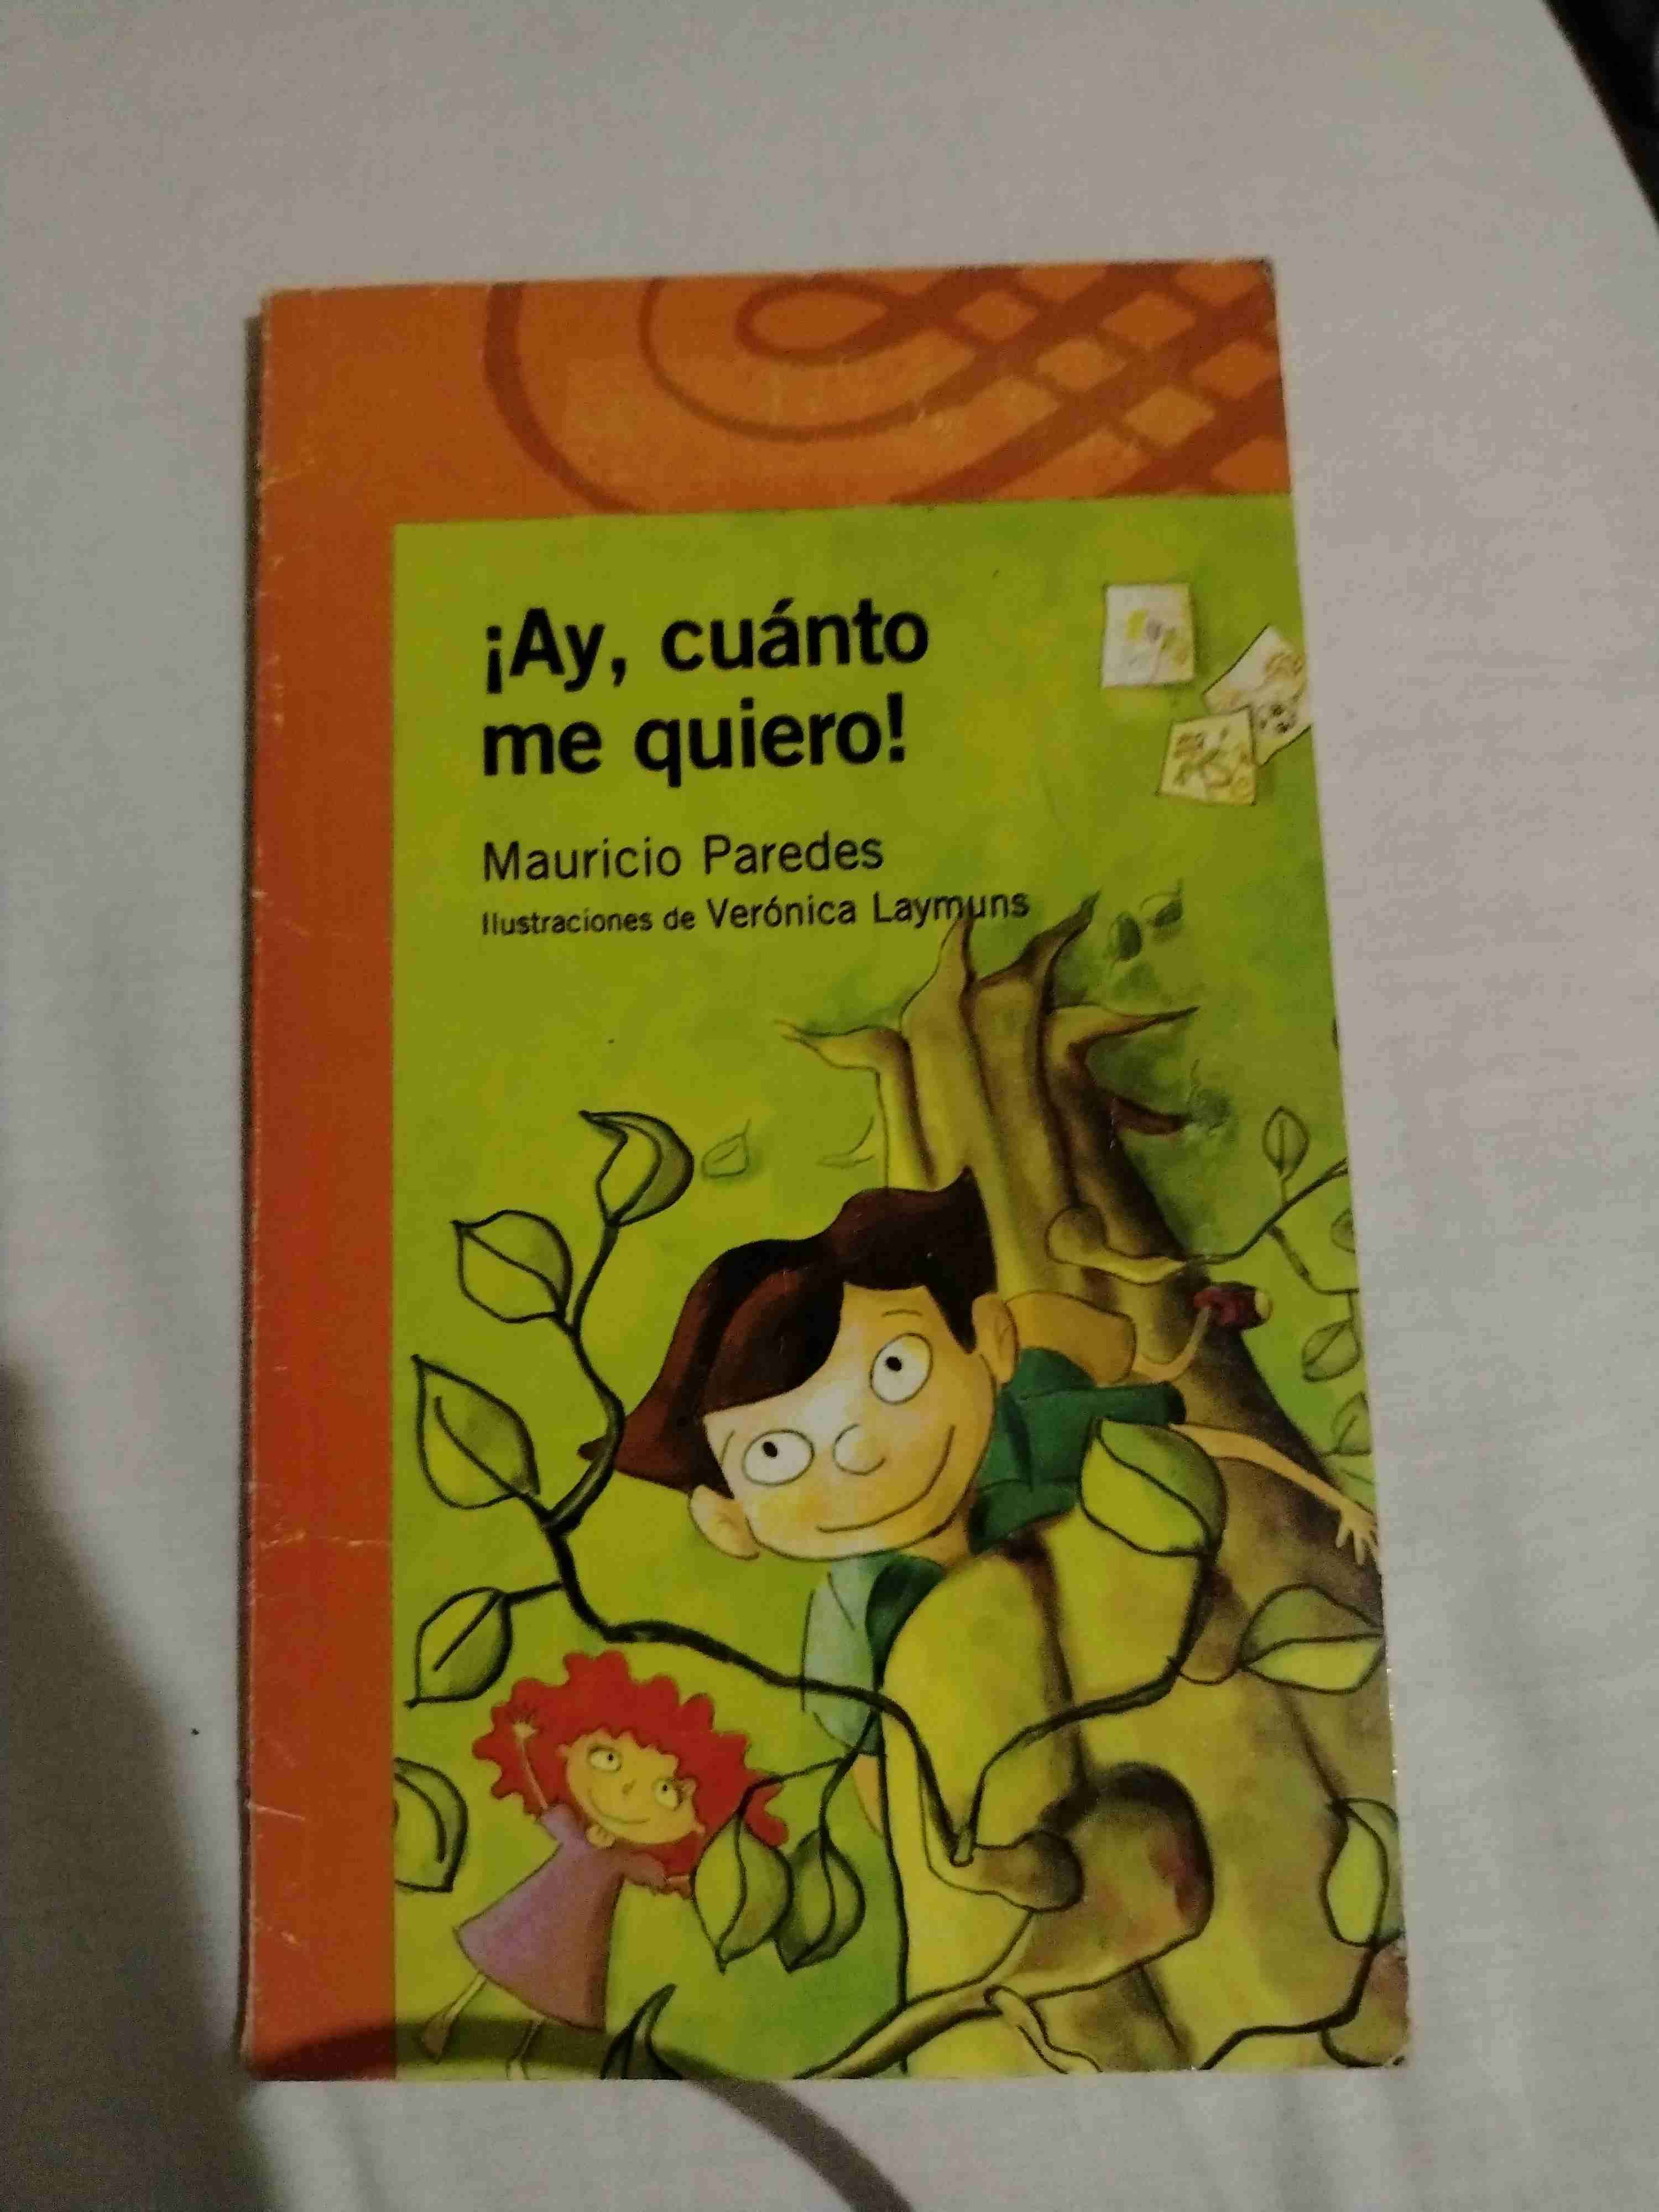 ¡Ay, cuánto
me quiero!
Mauricio Paredes
Ilustraciones de Verónica Laymuns